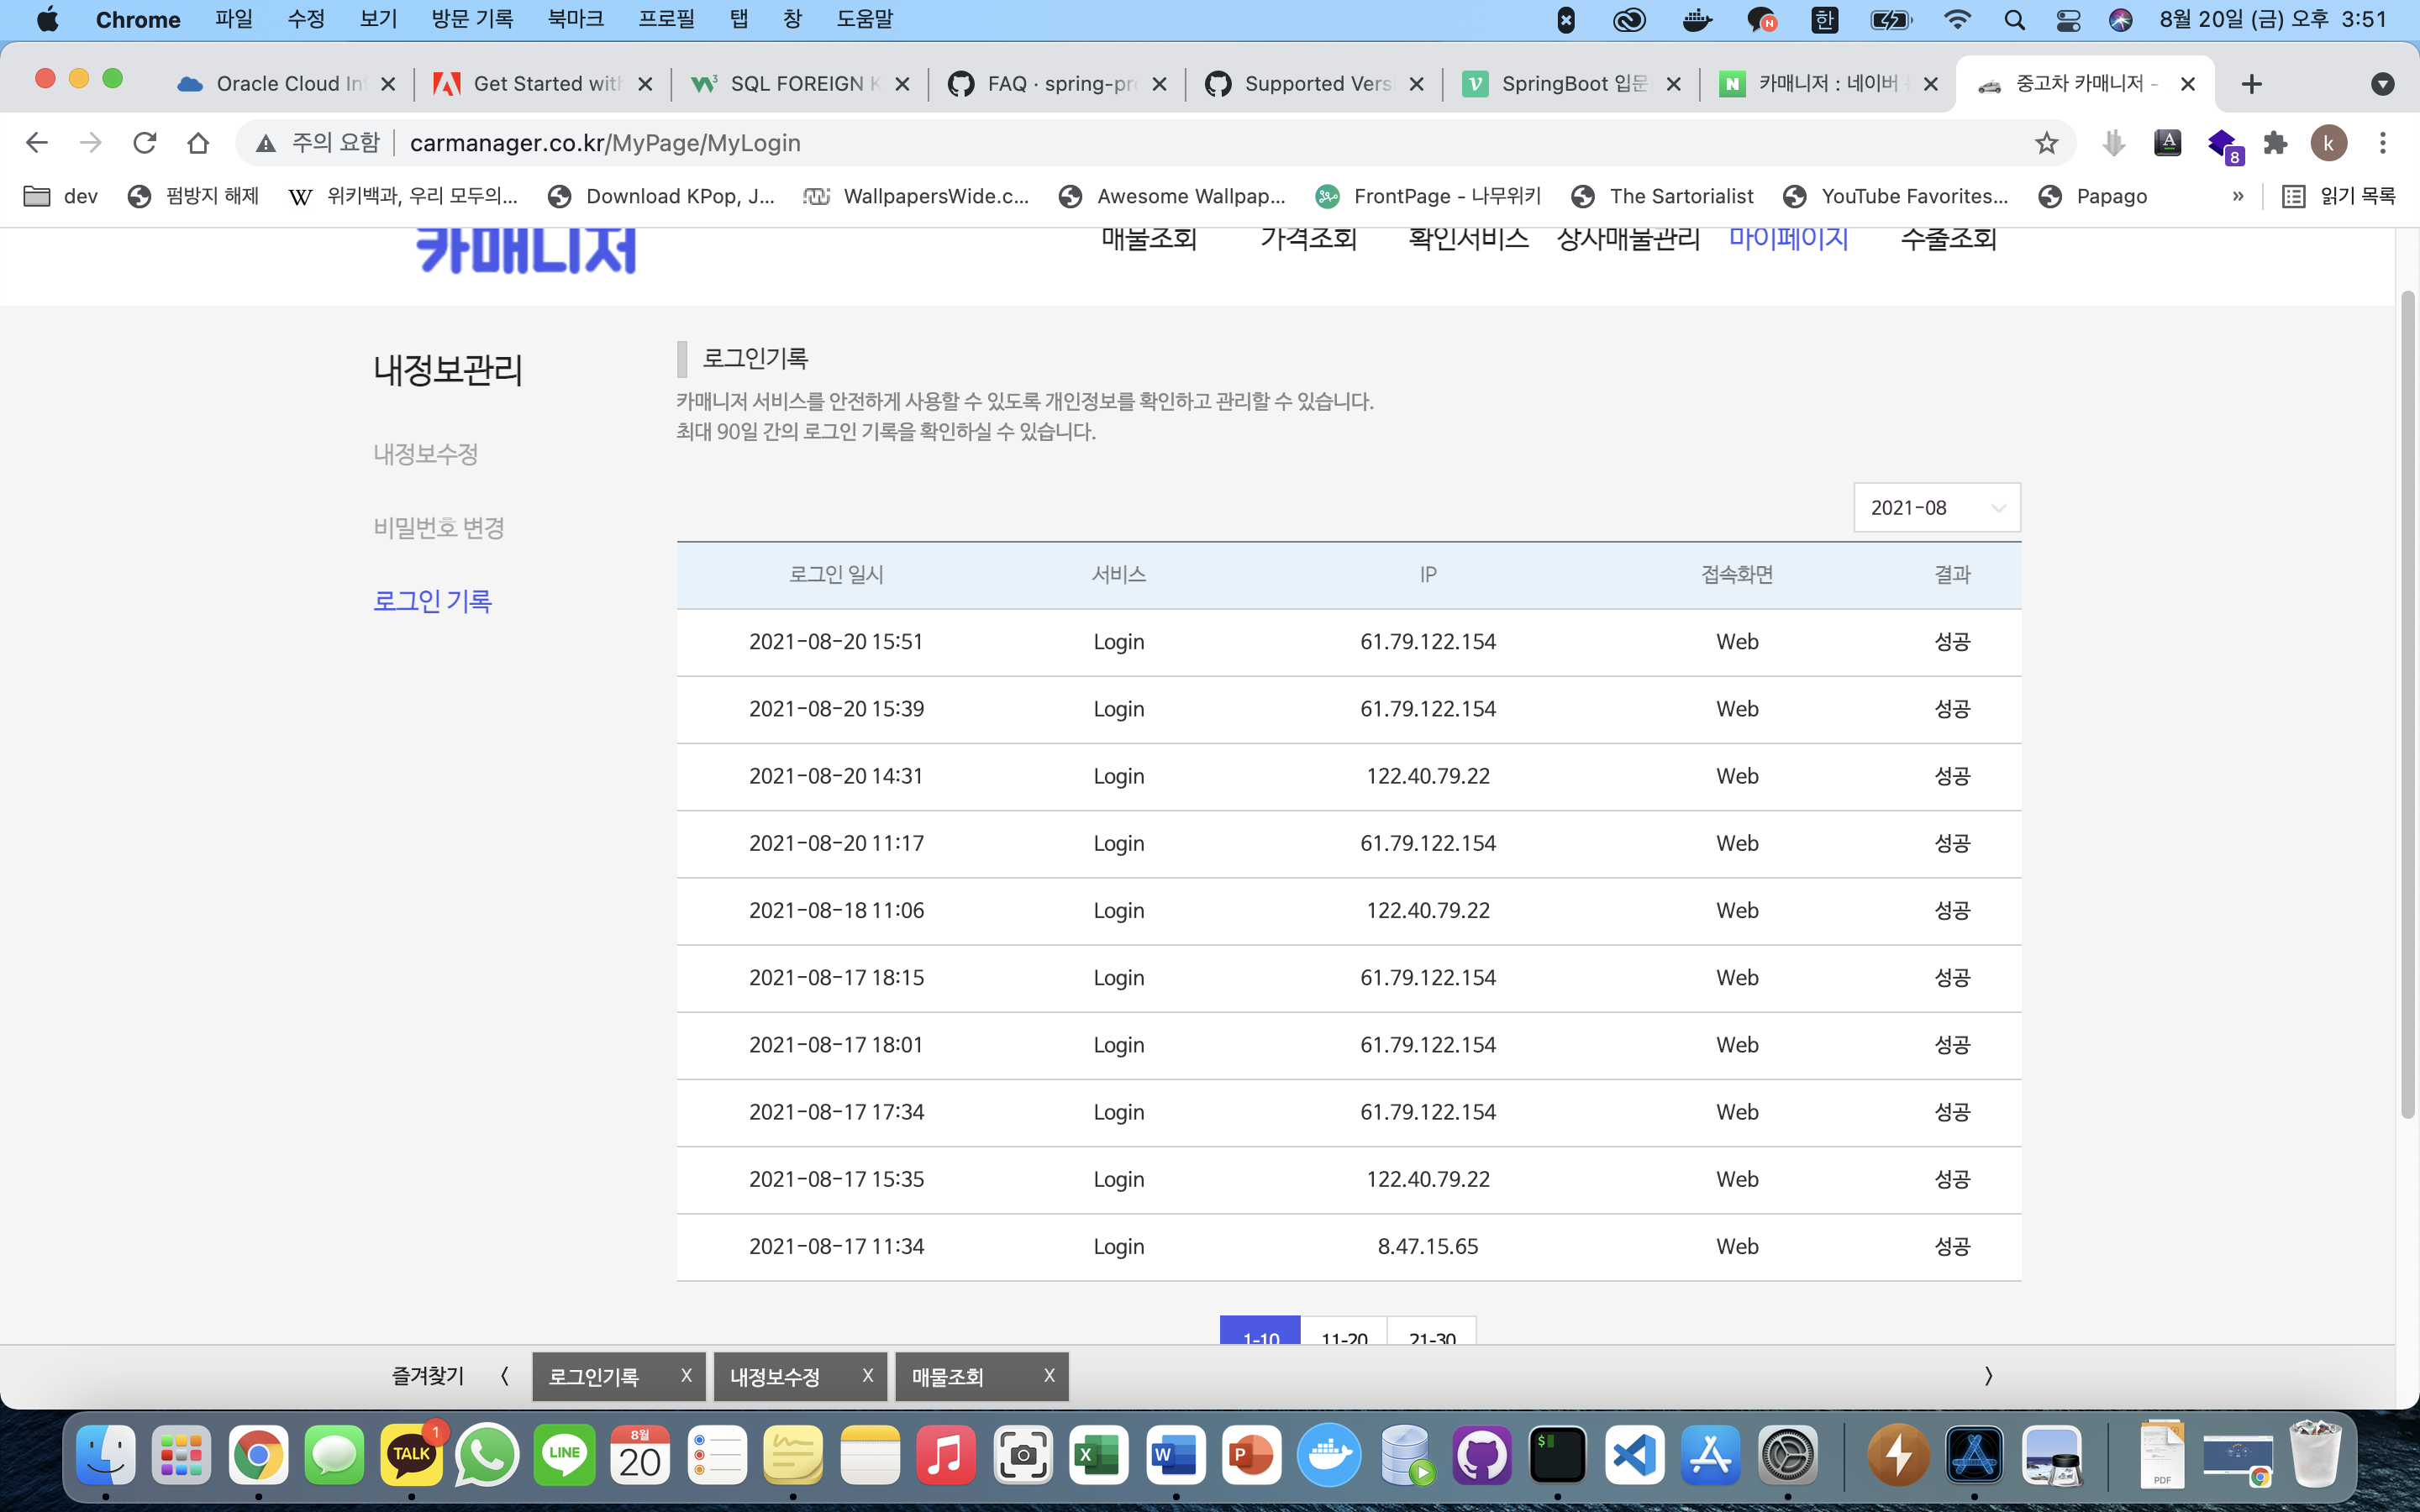 Chrome 파일 수정 보기 방문 기록 북마크 프로필 탭 창 도움말 N 한 8월 20일 (금) 오후 3:51
Oracle Cloud In Get Started with SQL FOREIGN K FAQ · spring-pro Supported Vers SpringBoot 입문 N 카매니저 : 네이버 중고차 카매니저 -
주의 요함 carmanager.co.kr/MyPage/MyLogin A 8 k
dev 펌방지 해제 W 위키백과, 우리 모두의... Download KPop, J... WallpapersWide.c... Awesome Wallpap... FrontPage - 나무위키 The Sartorialist YouTube Favorites... Papago » 읽기 목록
카매니저 매물조회 가격조회 확인서비스 상사매물관리 마이페이지 수출조회
내정보관리
내정보수정
비밀번호 변경
로그인 기록
로그인기록
카매니저 서비스를 안전하게 사용할 수 있도록 개인정보를 확인하고 관리할 수 있습니다.
최대 90일 간의 로그인 기록을 확인하실 수 있습니다.
2021-08
로그인 일시 서비스 IP 접속화면 결과
2021-08-20 15:51 Login 61.79.122.154 Web 성공
2021-08-20 15:39 Login 61.79.122.154 Web 성공
2021-08-20 14:31 Login 122.40.79.22 Web 성공
2021-08-20 11:17 Login 61.79.122.154 Web 성공
2021-08-18 11:06 Login 122.40.79.22 Web 성공
2021-08-17 18:15 Login 61.79.122.154 Web 성공
2021-08-17 18:01 Login 61.79.122.154 Web 성공
2021-08-17 17:34 Login 61.79.122.154 Web 성공
2021-08-17 15:35 Login 122.40.79.22 Web 성공
2021-08-17 11:34 Login 8.47.15.65 Web 성공
1-10 11-20 21-30
즐겨찾기 〈 로그인기록 X 내정보수정 X 매물조회 X 〉
TALK 1 LINE 8월 20 X W P $ PDF